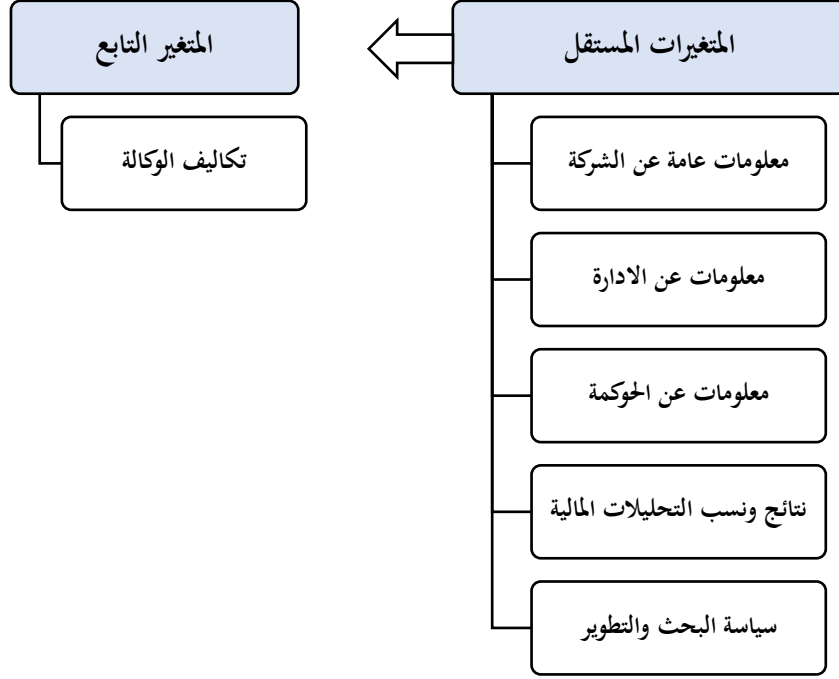 المتغيرات المستقل
المتغير التابع
معلومات عامة عن الشركة
تكاليف الوكالة
معلومات عن الادارة
معلومات عن الحوكمة
نتائج ونسب التحليلات المالية
سياسة البحث والتطوير